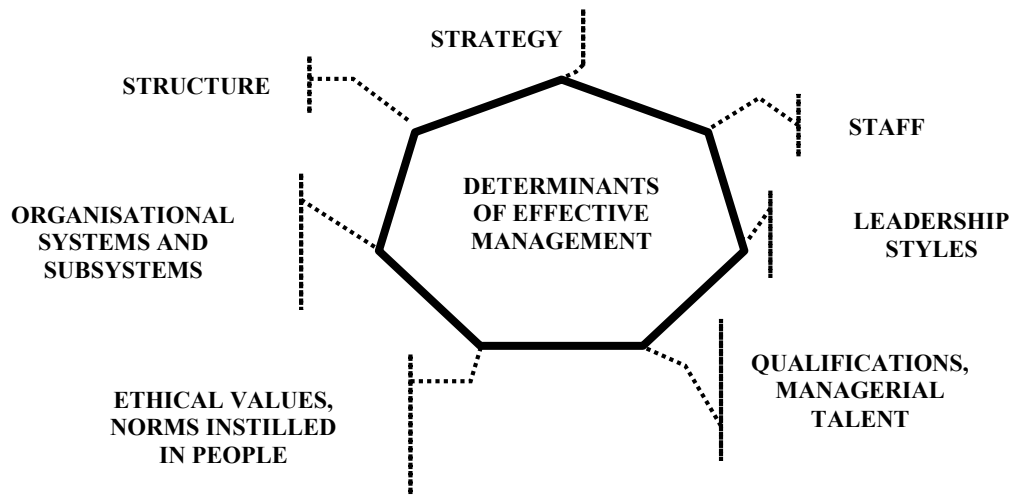 STRATEGY
STRUCTURE
STAFF
DETERMINANTS
OF EFFECTIVE
MANAGEMENT
ORGANISATIONAL
SYSTEMS AND
SUBSYSTEMS
LEADERSHIP
STYLES
QUALIFICATIONS,
MANAGERIAL
TALENT
ETHICAL VALUES,
NORMS INSTILLED
IN PEOPLE